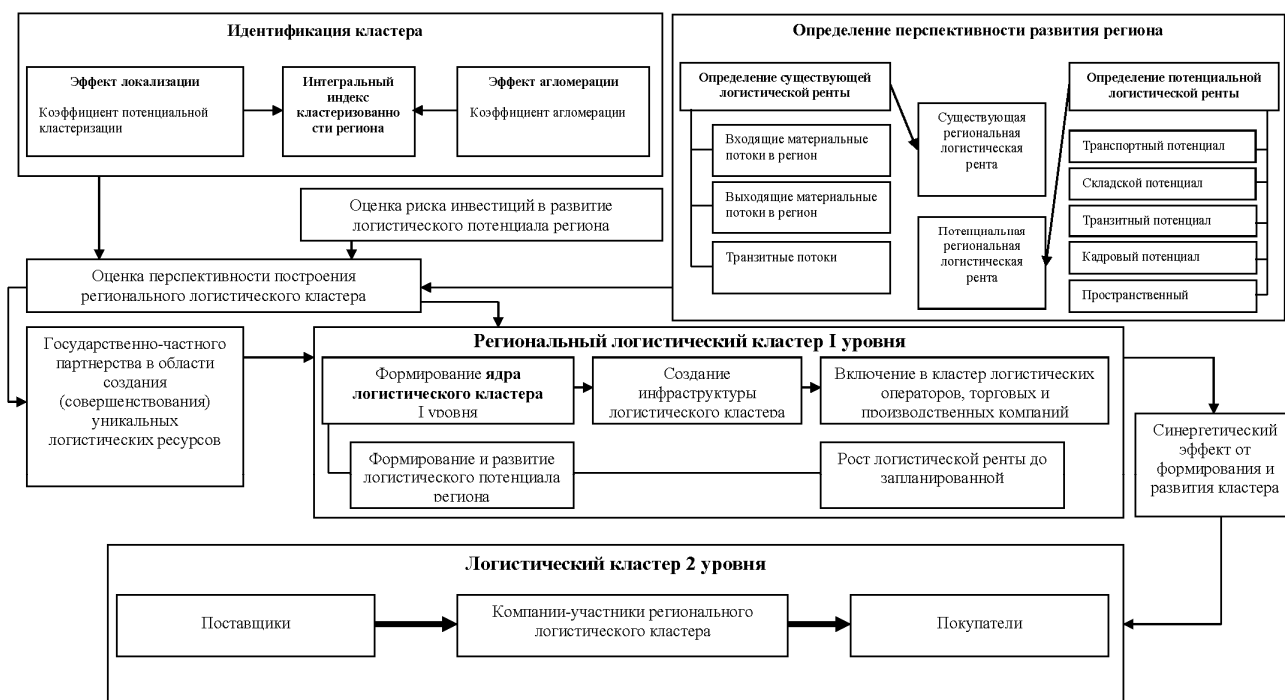 Идентификация кластера
Эффект локализации
Коэффициент потенциальной
кластеризации
Интегральный
индекс
кластеризованно
сти региона
Эффект агломерации
Коэффициент агломерации
Определение перспективности развития региона
Определение существующей
логистической ренты
Входящие материальные
потоки в регион
Выходящие материальные
потоки в регион
Транзитные потоки
Существующая
региональная
логистическая
рента
Потенциальная
региональная
логистическая
рента
Определение потенциальной
логистической ренты
Транспортный потенциал
Складской потенциал
Транзитный потенциал
Кадровый потенциал
Пространственный
Оценка риска инвестиций в развитие
логистического потенциала региона
Оценка перспективности построения
регионального логистического кластера
Государственно-частного
партнерства в области
создания
(совершенствования)
уникальных
логистических ресурсов
Региональный логистический кластер I уровня
Формирование ядра
логистического кластера
I уровня
Создание
инфраструктуры
логистического кластера
Включение в кластер логистических
операторов, торговых и
производственных компаний
Формирование и развитие
логистического потенциала
региона
Рост логистической ренты до
запланированной
Синергетический
эффект от
формирования и
развития кластера
Логистический кластер 2 уровня
Поставщики
Компании-участники регионального
логистического кластера
Покупатели